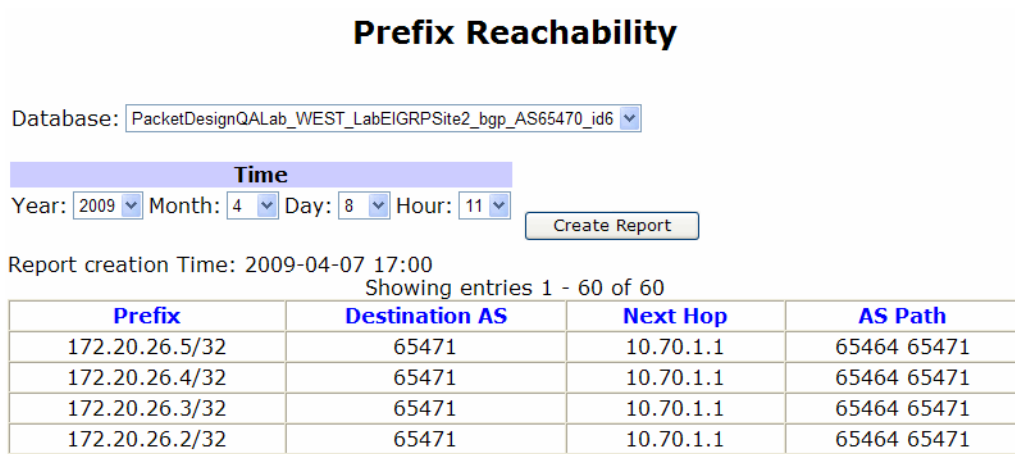 Prefix Reachability
Database: PacketDesignQALab_WEST_LabEIGRPSite2_bgp_AS65470_id6
Time
Year: 2009 Month: 4 Day: 8 Hour: 11
Create Report
Report creation Time: 2009-04-07 17:00
Showing entries 1 - 60 of 60
Prefix Destination AS Next Hop AS Path
172.20.26.5/32 65471 10.70.1.1 65464 65471
172.20.26.4/32 65471 10.70.1.1 65464 65471
172.20.26.3/32 65471 10.70.1.1 65464 65471
172.20.26.2/32 65471 10.70.1.1 65464 65471